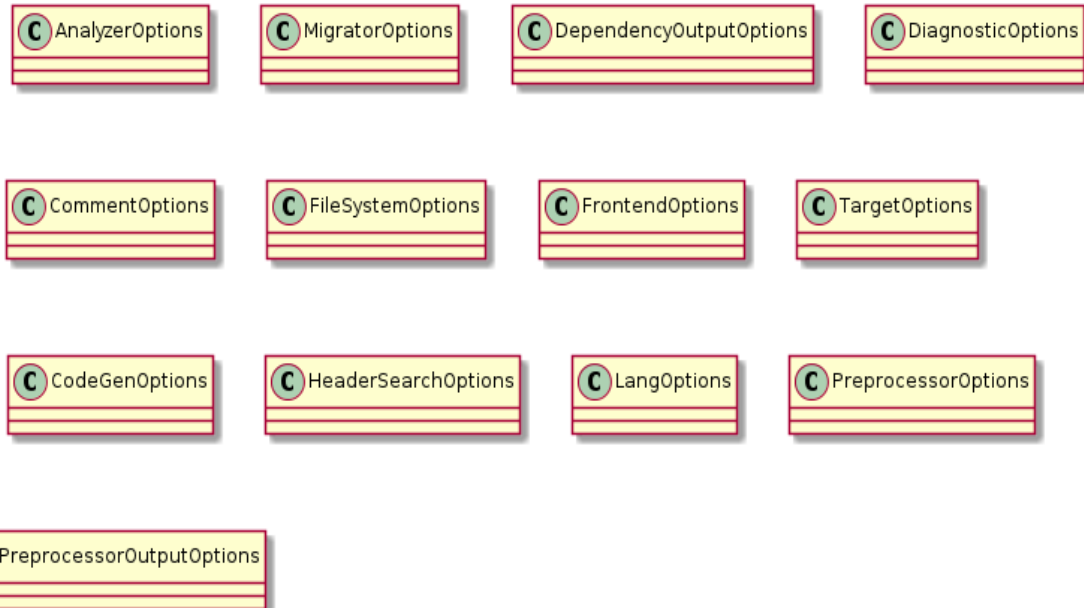 C AnalyzerOptions
C MigratorOptions
C DependencyOutputOptions
C DiagnosticOptions
C CommentOptions
C FileSystemOptions
C FrontendOptions
C TargetOptions
C CodeGenOptions
C HeaderSearchOptions
C LangOptions
C PreprocessorOptions
PreprocessorOutputOptions